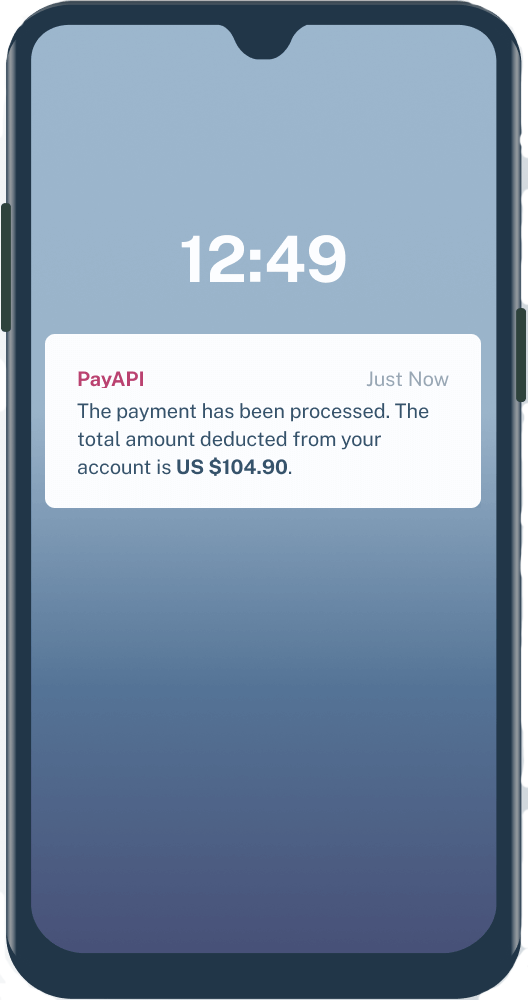 12:49
PayAPI Just Now
The payment has been processed. The
total amount deducted from your
account is US $104.90.